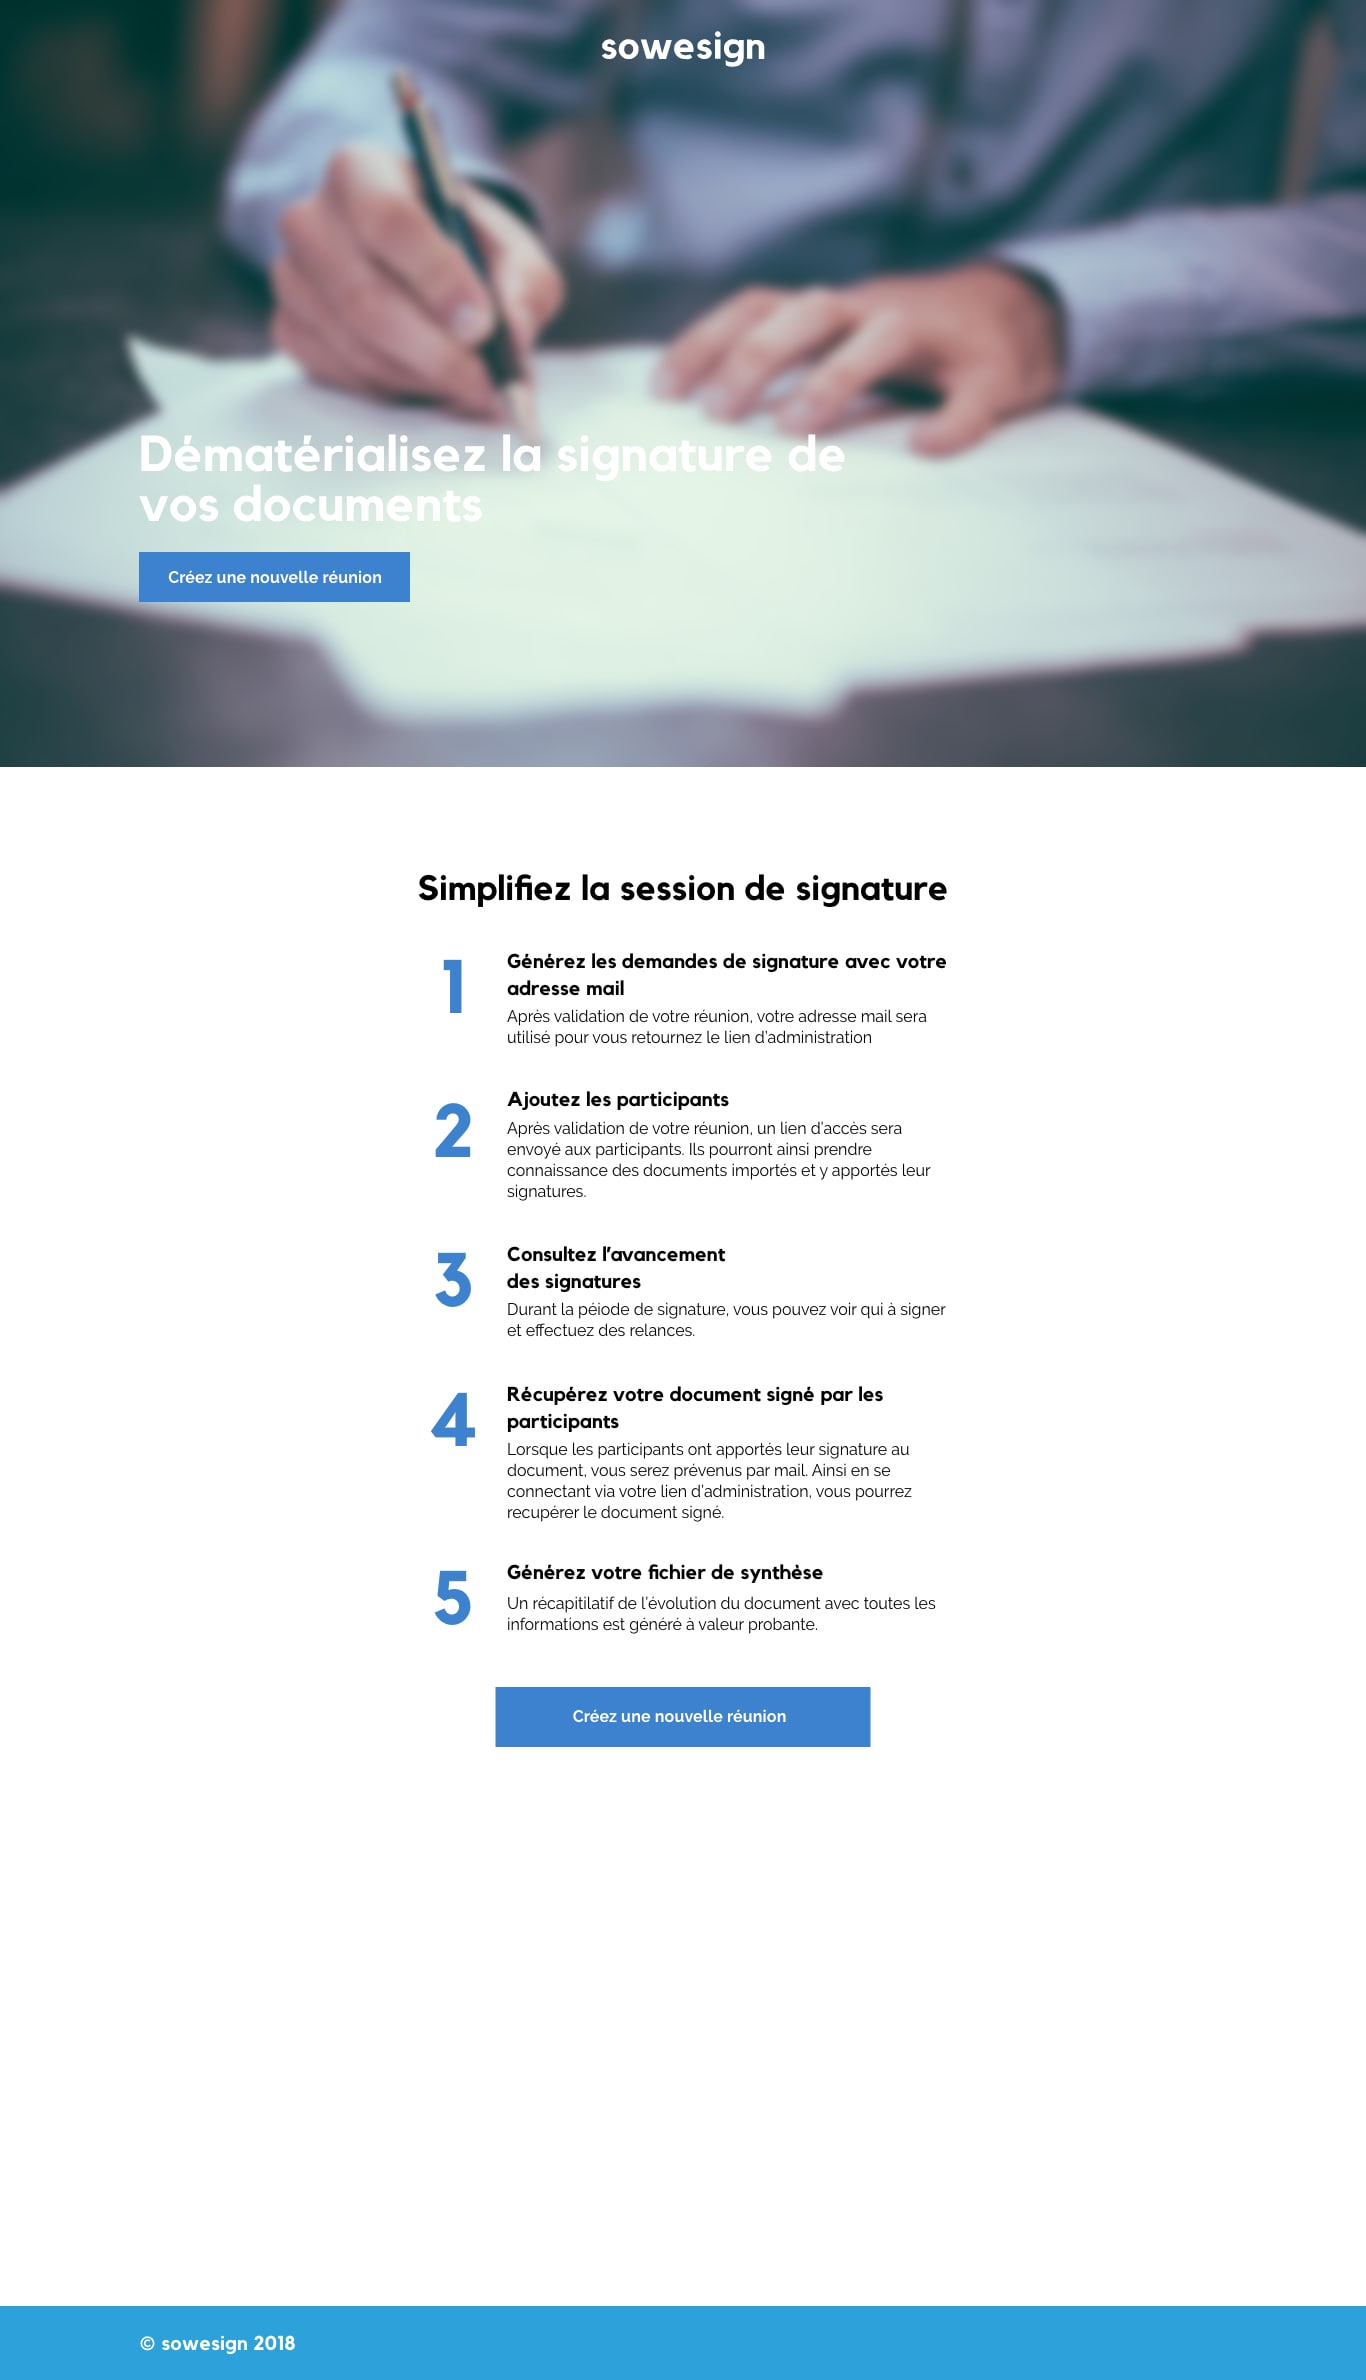 sowesign
Dématérialisez la signature de
vos documents
Créez une nouvelle réunion
Simplifiez la session de signature
1
Générez les demandes de signature avec votre
adresse mail
Après validation de votre réunion, votre adresse mail sera
utilisé pour vous retournez le lien d'administration
2
Ajoutez les participants
Après validation de votre réunion, un lien d'accès sera
envoyé aux participants. Ils pourront ainsi prendre
connaissance des documents importés et y apportés leur
signatures.
3
Consultez l'avancement
des signatures
Durant la péiode de signature, vous pouvez voir qui à signer
et effectuez des relances.
4
Récupérez votre document signé par les
participants
Lorsque les participants ont apportés leur signature au
document, vous serez prévenus par mail. Ainsi en se
connectant via votre lien d'administration, vous pourrez
recupérer le document signé.
5
Générez votre fichier de synthèse
Un récapitilatif de l'évolution du document avec toutes les
informations est généré à valeur probante.
Créez une nouvelle réunion
© sowesign 2018